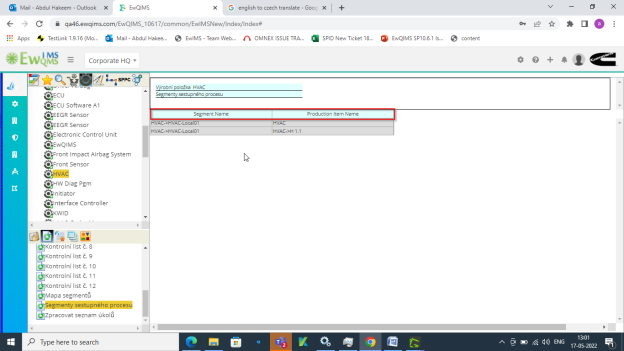 Mail - Abdul Hakeem - Outlook
EwQIMS
english to czech translate - Goog
qa46.ewqims.com/EwQIMS_10617/common/EwIMSNew/Index/Index#
Apps
TestLink 1.9.16 (Mo...
Mail - Abdul Hakee...
EwIMS - Team Web...
OMNEX ISSUE TRA...
SPID New Ticket 18...
EwQIMS SP10.6.1 Is...
content
EwQIMS
Corporate HQ
SPPC
ECU
ECU Software A1
EEGR Sensor
EEGR Sensor
Electronic Control Unit
EwQIMS
Front Impact Airbag System
Front Sensor
HVAC
HW Diag Pgm
Initiator
Interface Controller
KWID
Kontrolní list č. 8
Kontrolní list č. 9
Kontrolní list č. 10
Kontrolní list č. 11
Kontrolní list č. 12
Mapa segmentů
Segmenty sestupného procesu
Zpracovat seznam úkolů
Výrobní položka HVAC
Segmenty sestupného procesu
Segment Name Production Item Name
HVAC->HVAC-Local01 HVAC
HVAC->HVAC-Local01 HVAC->H1 1.1
Type here to search
ENG
13:01
17-05-2022